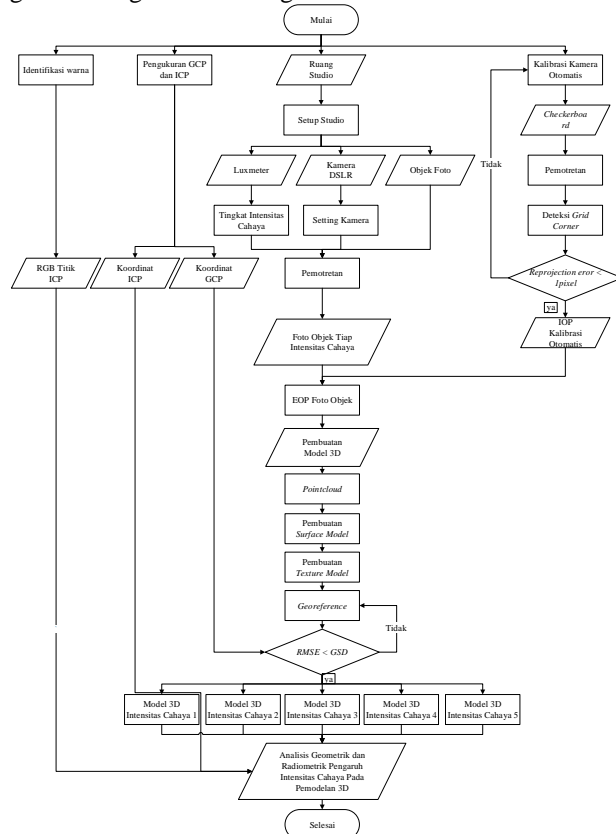 Mulai
Identifikasi warna
Pengukuran GCP
dan ICP
Ruang
Studio
Kalibrasi Kamera
Otomatis
Setup Studio
Checkerboa
rd
Luxmeter
Kamera
DSLR
Objek Foto
Tidak
Pemotretan
Tingkat Intensitas
Cahaya
Setting Kamera
Deteksi Grid
Corner
RGB Titik
ICP
Koordinat
ICP
Koordinat
GCP
Pemotretan
Reprojection eror <
1pixel
ya
Foto Objek Tiap
Intensitas Cahaya
IOP
Kalibrasi
Otomatis
EOP Foto Objek
Pembuatan
Model 3D
Pointcloud
Pembuatan
Surface Model
Pembuatan
Texture Model
Georeference
Tidak
RMSE < GSD
ya
Model 3D
Intensitas Cahaya 1
Model 3D
Intensitas Cahaya 2
Model 3D
Intensitas Cahaya 3
Model 3D
Intensitas Cahaya 4
Model 3D
Intensitas Cahaya 5
Analisis Geometrik dan
Radiometrik Pengaruh
Intensitas Cahaya Pada
Pemodelan 3D
Selesai